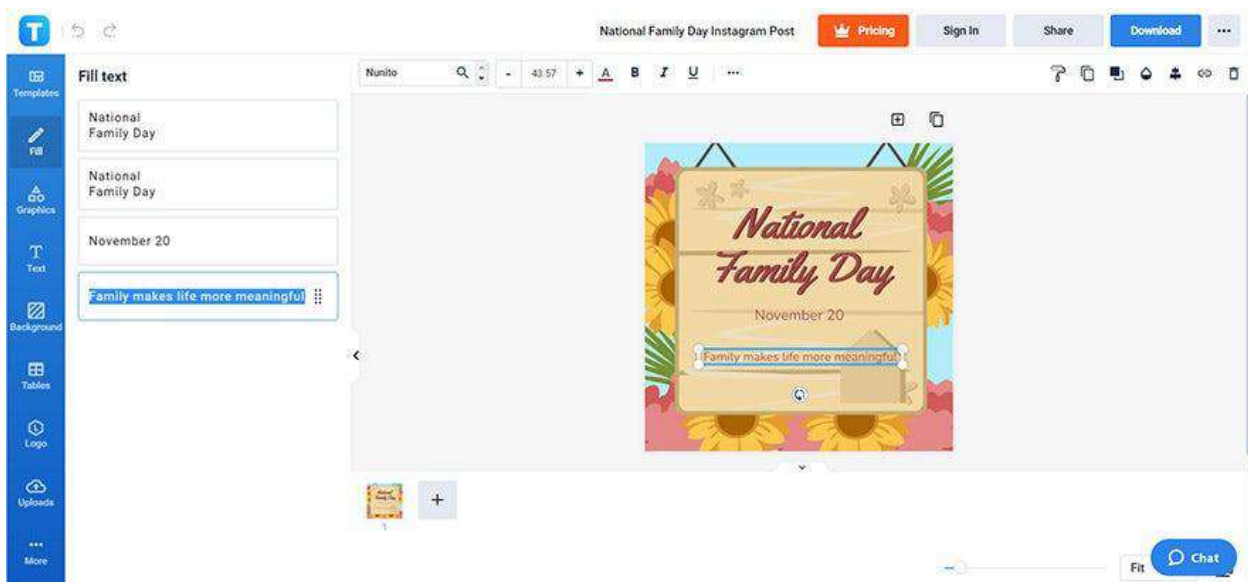 T
National Family Day Instagram Post
Pricing
Sign In
Share
Download
Templates
Fill
Graphics
Text
Background
Tables
Logo
Uploads
More
Fill text
National
Family Day
National
Family Day
November 20
Family makes life more meaningful
Nunito
- 43.57 + A B I U
National
Family Day
November 20
Family makes life more meaningful
+
1
Fit
Chat